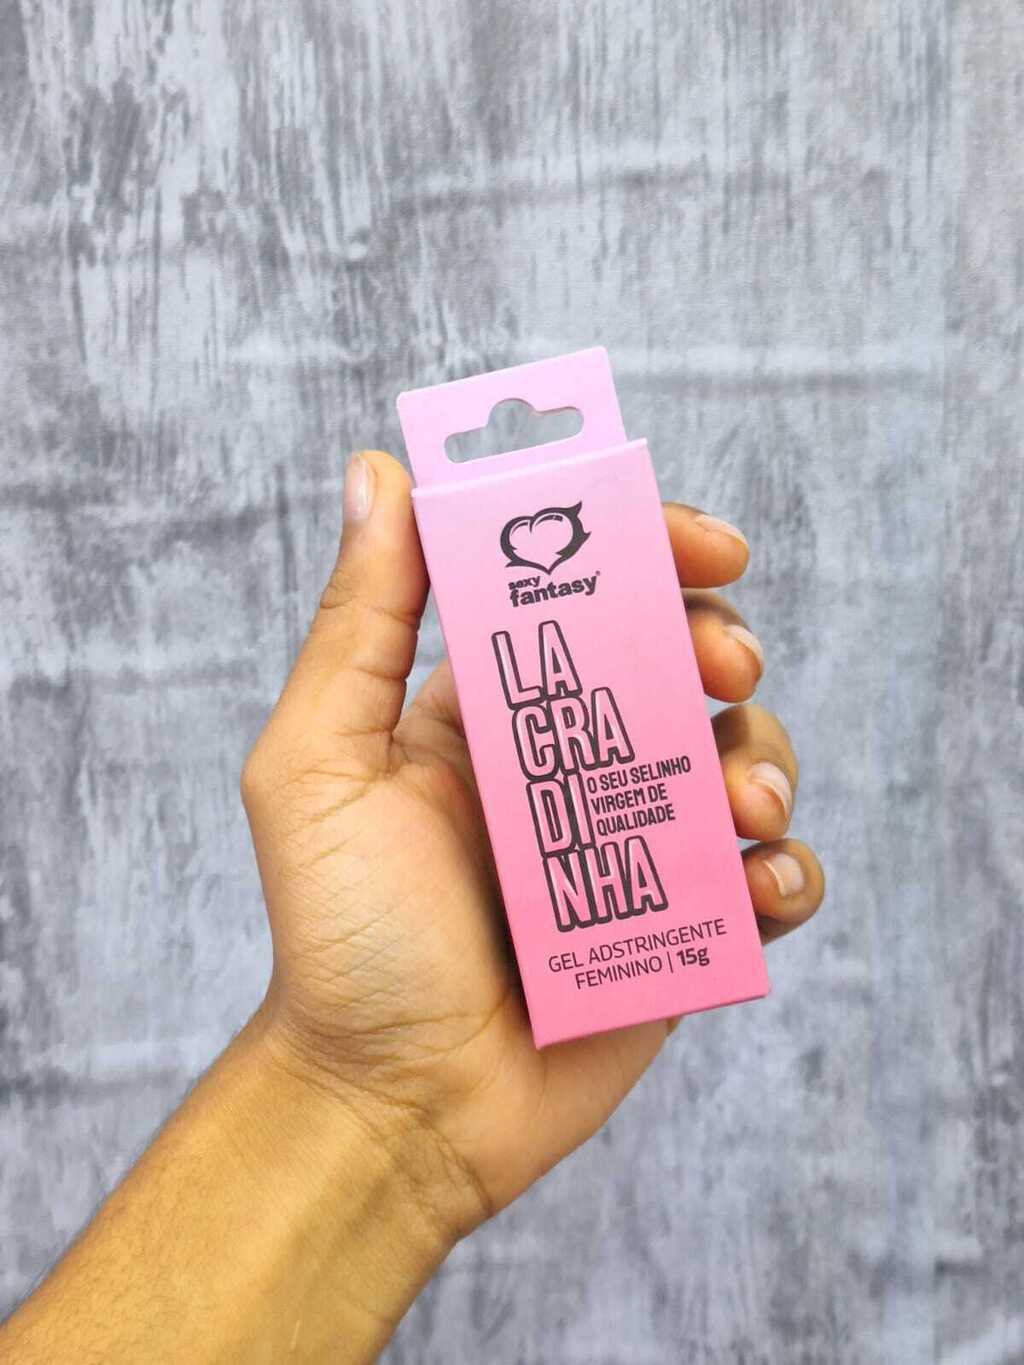 sexy
fantasy®
LA
CRA
DI
NHA
O SEU SELINHO
VIRGEM DE
QUALIDADE
GEL ADSTRINGENTE
FEMININO | 15g